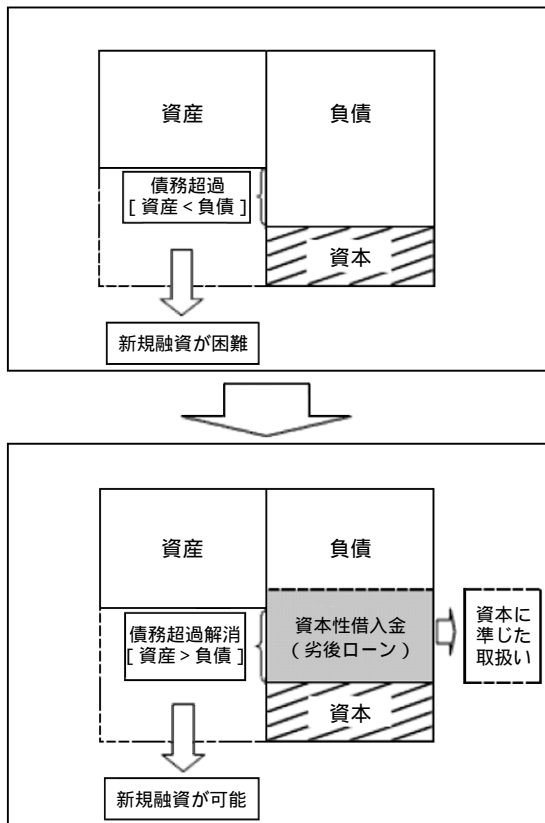 資産
負債
債務超過
[ 資産 < 負債 ]
資本
新規融資が困難
資産
負債
債務超過解消
[ 資産 > 負債 ]
資本性借入金
( 劣後ローン )
資本に
準じた
取扱い
資本
新規融資が可能